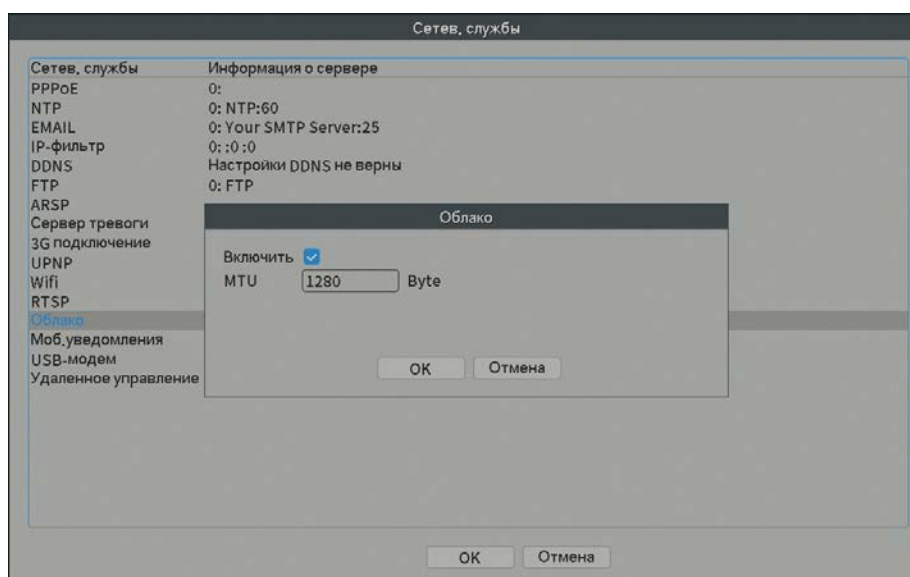 Сетев. службы
Сетев. службы Информация о сервере
PPPoE 0:
NTP 0: NTP:60
EMAIL 0: Your SMTP Server:25
IP-фильтр 0: :0 :0
DDNS Настройки DDNS не верны
FTP 0: FTP
ARSP
Сервер тревоги
3G подключение
UPNP
Wifi
RTSP
Облако
Моб.уведомления
USB-модем
Удаленное управление
Облако
Включить
MTU 1280 Byte
OK Отмена
OK Отмена